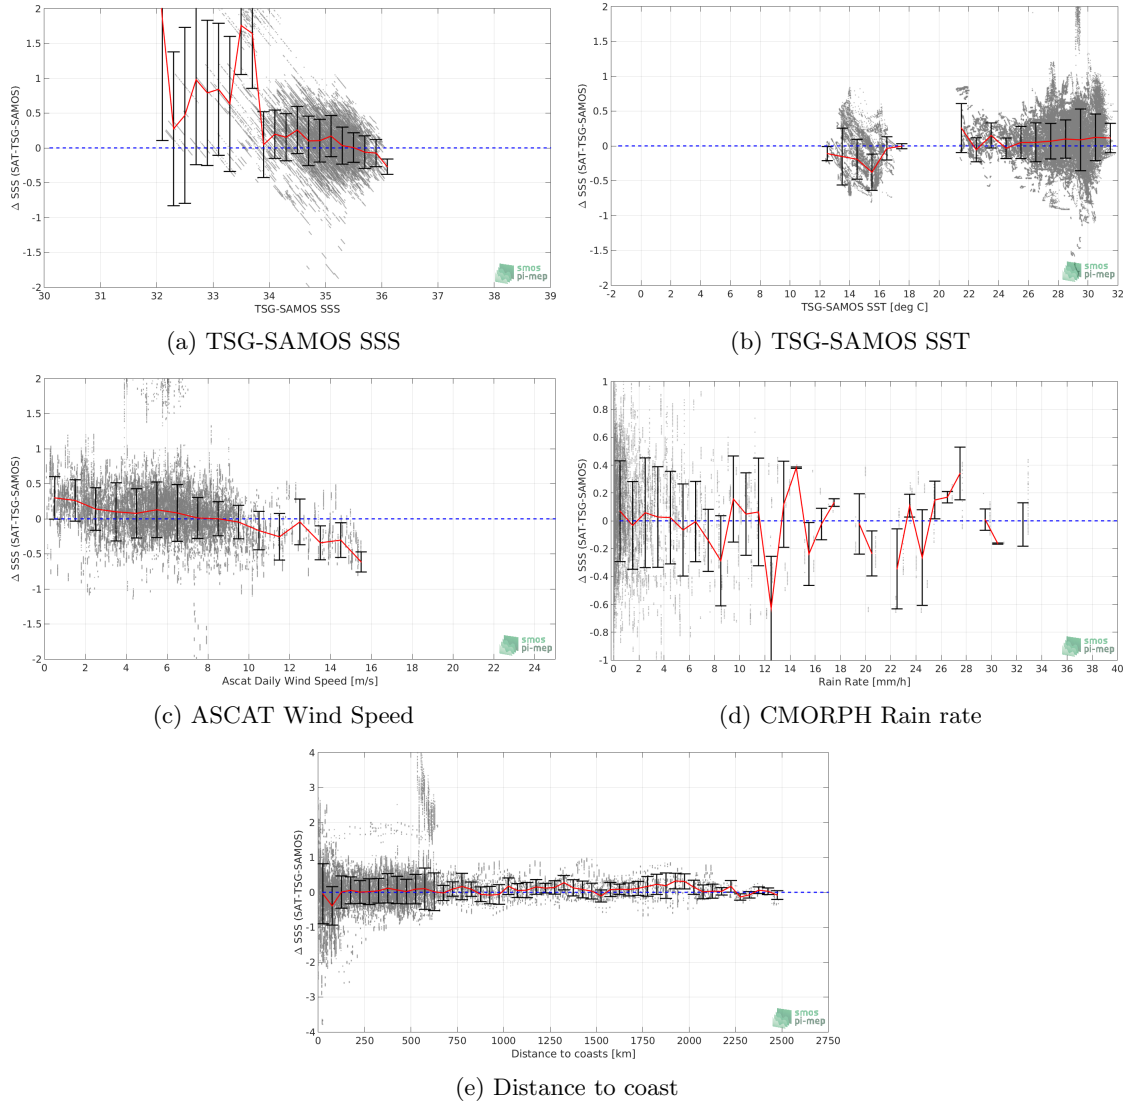 2
1.5
1
0.5
0
-0.5
-1
-1.5
-2
Δ SSS (SAT-TSG-SAMOS)
30 31 32 33 34 35 36 37 38 39
TSG-SAMOS SSS
smos
pi-mep
(a) TSG-SAMOS SSS
2
1.5
1
0.5
0
-0.5
-1
-1.5
-2
Δ SSS (SAT-TSG-SAMOS)
-2 0 2 4 6 8 10 12 14 16 18 20 22 24 26 28 30 32
TSG-SAMOS SST [deg C]
smos
pi-mep
(b) TSG-SAMOS SST
2
1.5
1
0.5
0
-0.5
-1
-1.5
-2
Δ SSS (SAT-TSG-SAMOS)
0 2 4 6 8 10 12 14 16 18 20 22 24
Ascat Daily Wind Speed [m/s]
smos
pi-mep
(c) ASCAT Wind Speed
1
0.8
0.6
0.4
0.2
0
-0.2
-0.4
-0.6
-0.8
-1
Δ SSS (SAT-TSG-SAMOS)
0 2 4 6 8 10 12 14 16 18 20 22 24 26 28 30 32 34 36 38 40
Rain Rate [mm/h]
smos
pi-mep
(d) CMORPH Rain rate
4
3
2
1
0
-1
-2
-3
-4
Δ SSS (SAT-TSG-SAMOS)
0 250 500 750 1000 1250 1500 1750 2000 2250 2500 2750
Distance to coasts [km]
smos
pi-mep
(e) Distance to coast